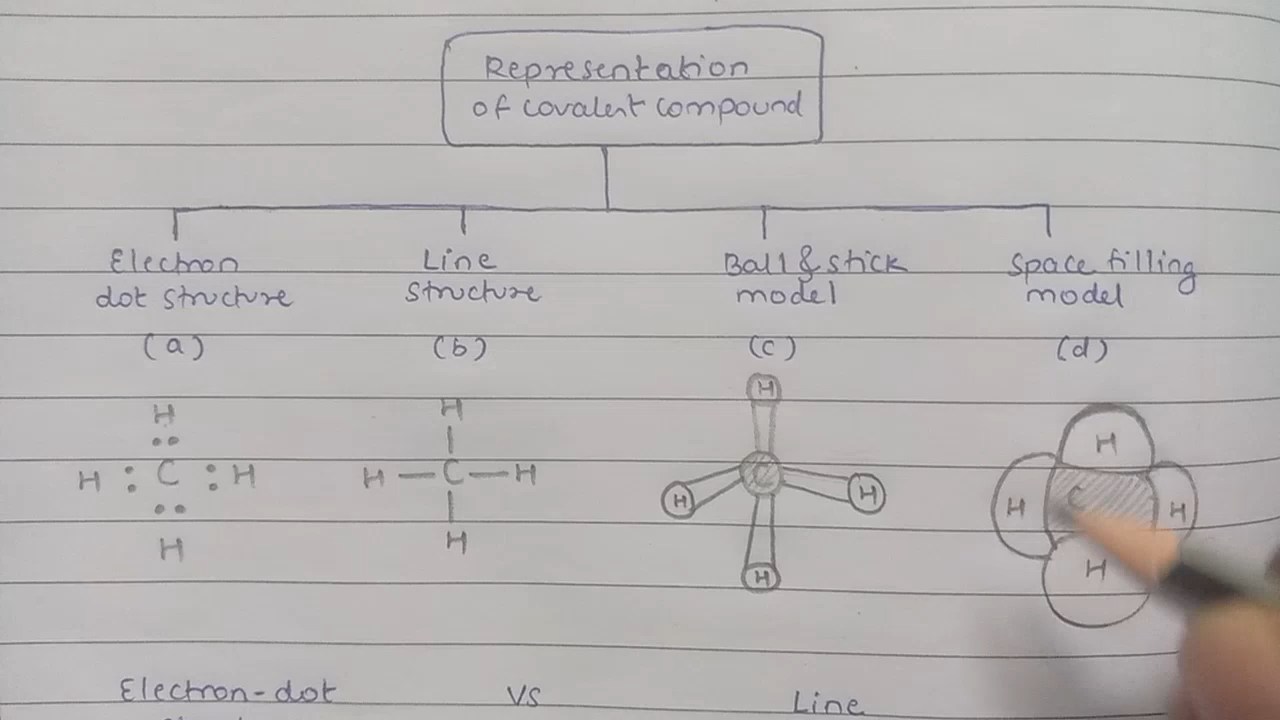 Representation
of covalent compound
Electron
dot structure
(a)
Line
structure
(b)
Ball & stick
model
(c)
Space filling
model
(d)
H
H : C : H
H
H
H — C — H
H
H
C
H H
H
H
H C H
H
Electron-dot vs Line